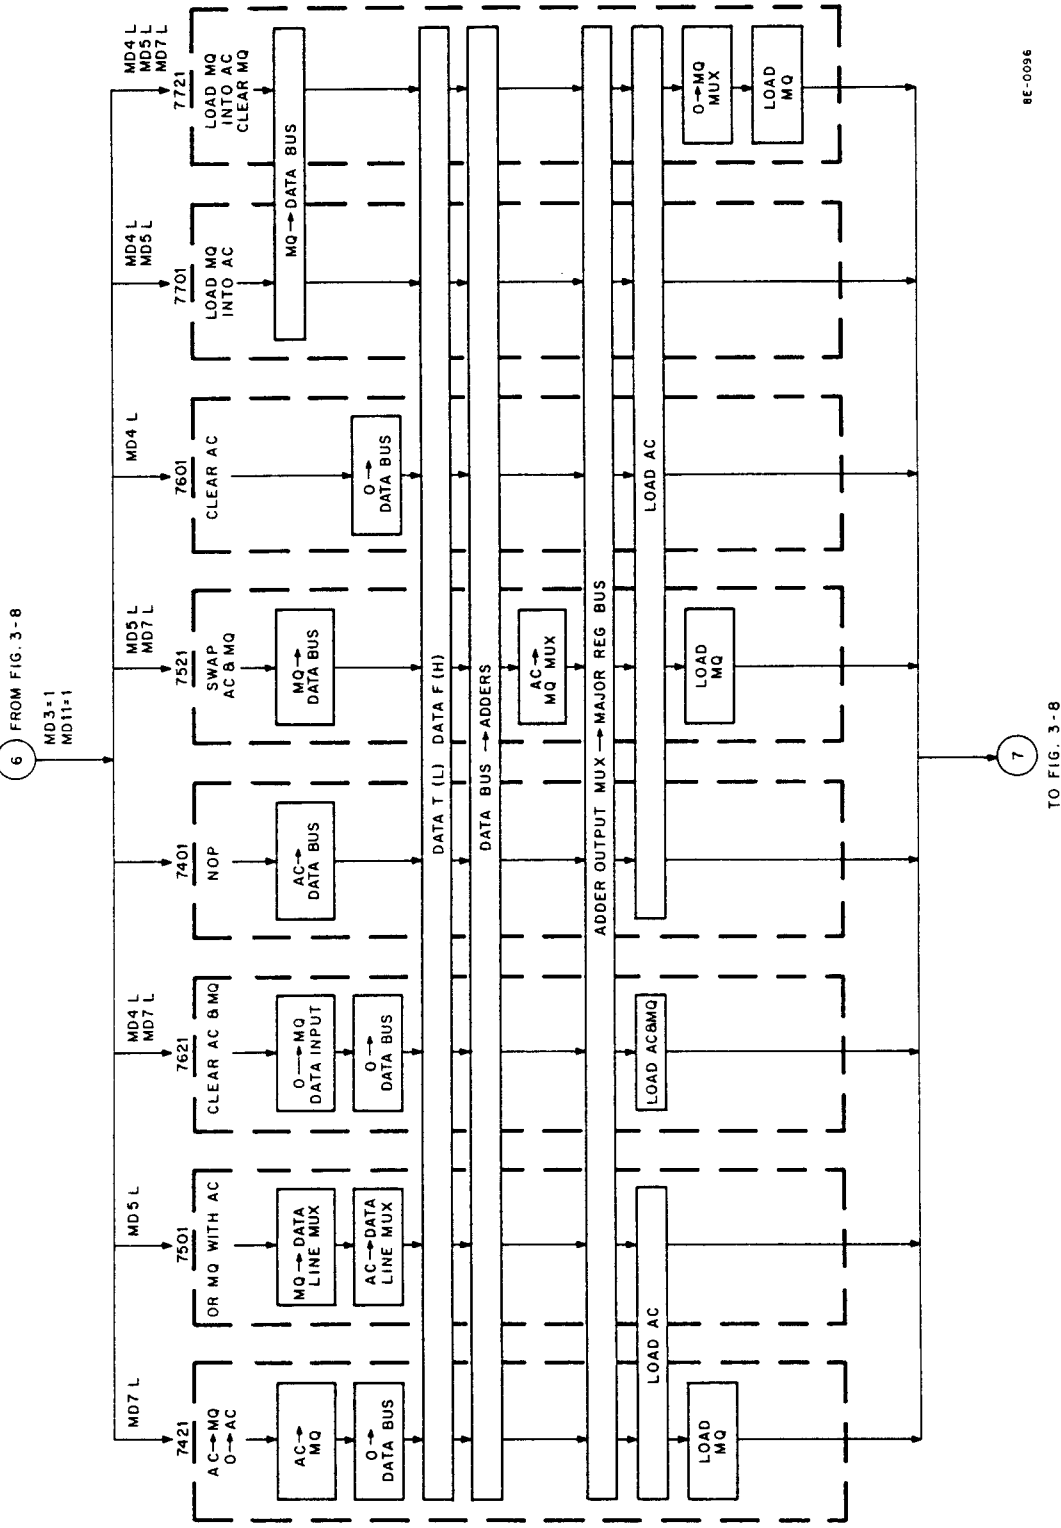 6 FROM FIG. 3-8
MD3=1
MD11=1
MD7 L
7421
AC→MQ
O→AC
AC→
MQ
O→
DATA BUS
LOAD
MQ
MD5 L
7501
OR MQ WITH AC
MQ→DATA
LINE MUX
AC→DATA
LINE MUX
LOAD AC
MD4 L
MD7 L
7621
CLEAR AC &MQ
O→MQ
DATA INPUT
O→
DATA BUS
LOAD AC&MQ
7401
NOP
AC→
DATA BUS
MD5 L
MD7 L
7521
SWAP
AC & MQ
MQ→
DATA BUS
AC→
MQ MUX
LOAD
MQ
MD4 L
7601
CLEAR AC
O→
DATA BUS
LOAD AC
MD4 L
MD5 L
7701
LOAD MQ
INTO AC
MQ→DATA BUS
MD4 L
MD5 L
MD7 L
7721
LOAD MQ
INTO AC
CLEAR MQ
O→MQ
MUX
LOAD
MQ
DATA T (L) DATA F (H)
DATA BUS →ADDERS
ADDER OUTPUT MUX→MAJOR REG BUS
7
TO FIG. 3-8
8E-0096